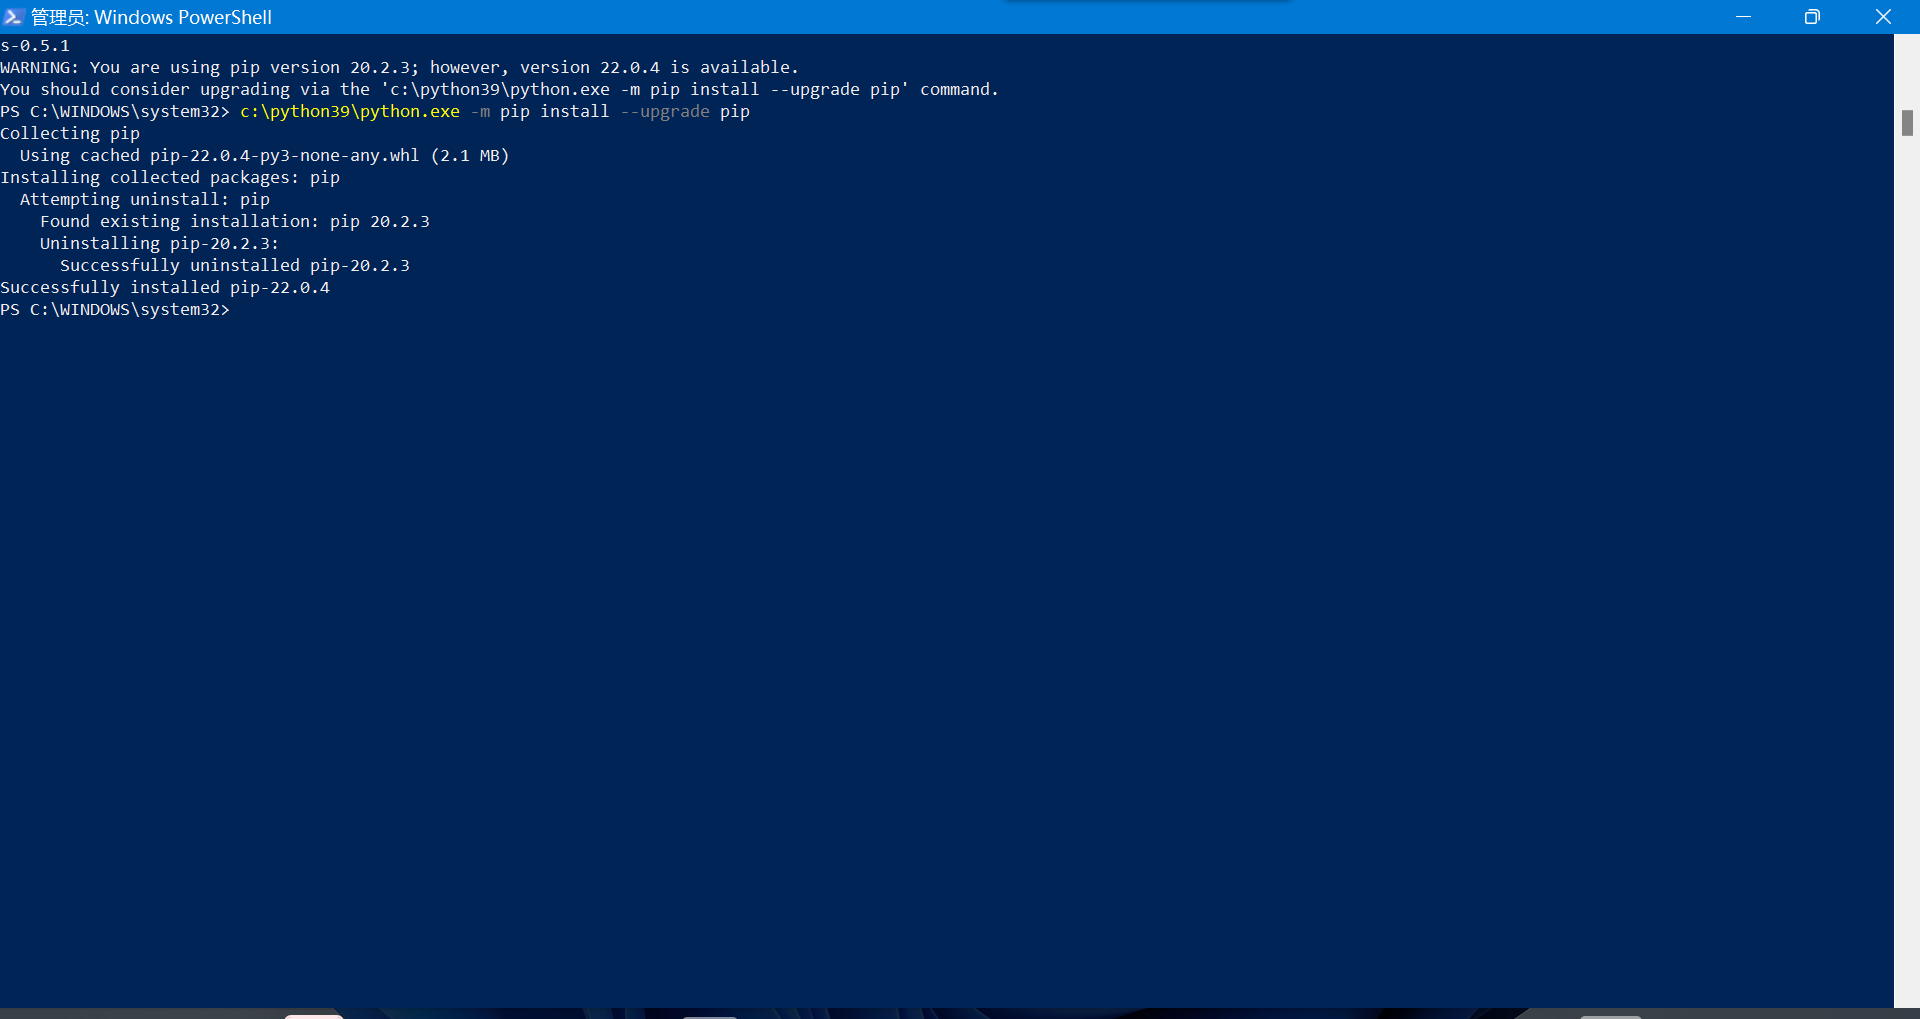 管理员: Windows PowerShell
s-0.5.1
WARNING: You are using pip version 20.2.3; however, version 22.0.4 is available.
You should consider upgrading via the 'c:\python39\python.exe -m pip install --upgrade pip' command.
PS C:\WINDOWS\system32> c:\python39\python.exe -m pip install --upgrade pip
Collecting pip
  Using cached pip-22.0.4-py3-none-any.whl (2.1 MB)
Installing collected packages: pip
  Attempting uninstall: pip
    Found existing installation: pip 20.2.3
    Uninstalling pip-20.2.3:
      Successfully uninstalled pip-20.2.3
Successfully installed pip-22.0.4
PS C:\WINDOWS\system32>